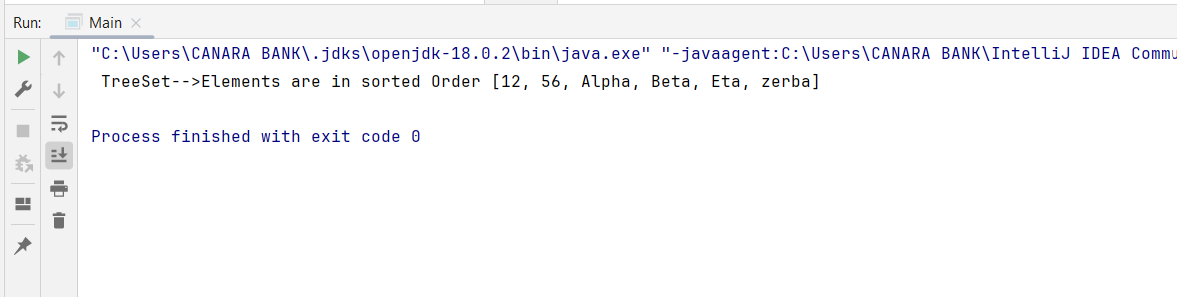 Run: Main
"C:\Users\CANARA BANK\.jdks\openjdk-18.0.2\bin\java.exe" "-javaagent:C:\Users\CANARA BANK\IntelliJ IDEA Commu
TreeSet-->Elements are in sorted Order [12, 56, Alpha, Beta, Eta, zerba]
Process finished with exit code 0